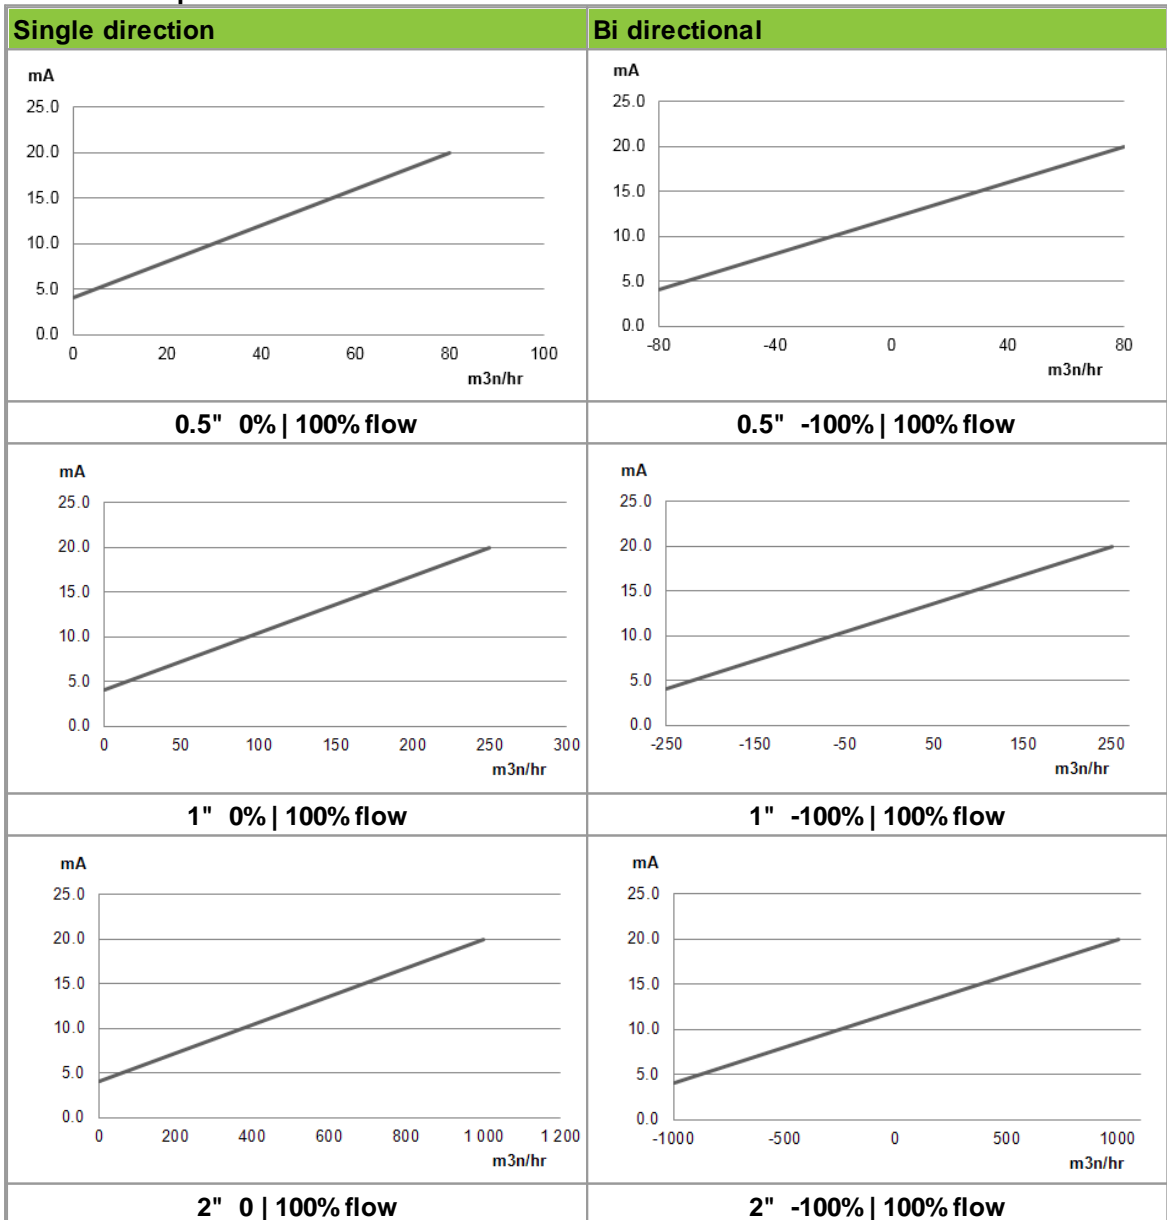 Single direction
Bi directional
mA
25.0
20.0
15.0
10.0
5.0
0.0
0 20 40 60 80 100
m3n/hr
mA
25.0
20.0
15.0
10.0
5.0
0.0
-80 -40 0 40 80
m3n/hr
0.5" 0% | 100% flow
0.5" -100% | 100% flow
mA
25.0
20.0
15.0
10.0
5.0
0.0
0 50 100 150 200 250 300
m3n/hr
mA
25.0
20.0
15.0
10.0
5.0
0.0
-250 -150 -50 50 150 250
m3n/hr
1" 0% | 100% flow
1" -100% | 100% flow
mA
25.0
20.0
15.0
10.0
5.0
0.0
0 200 400 600 800 1 000 1 200
m3n/hr
mA
25.0
20.0
15.0
10.0
5.0
0.0
-1000 -500 0 500 1000
m3n/hr
2" 0 | 100% flow
2" -100% | 100% flow